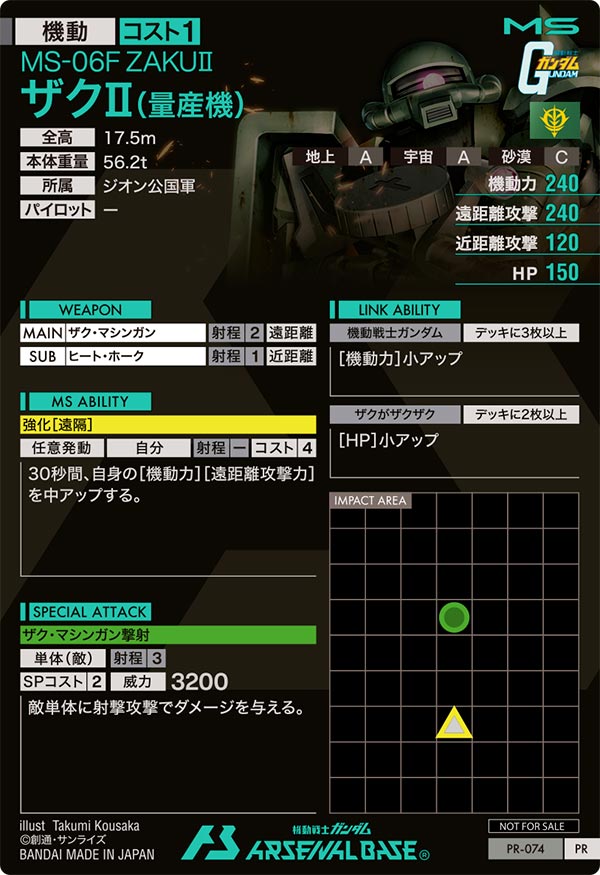 機動 コスト1 MS
MS-06F ZAKUⅡ
機動戦士
ガンダム
GUNDAM
ザクⅡ(量産機)
全高 17.5m
本体重量 56.2t
所属 ジオン公国軍
パイロット ー
地上 A 宇宙 A 砂漠 C
機動力 240
遠距離攻撃 240
近距離攻撃 120
HP 150
WEAPON
MAIN ザク・マシンガン 射程 2 遠距離
SUB ヒート・ホーク 射程 1 近距離
MS ABILITY
強化[遠隔]
任意発動 自分 射程 ー コスト 4
30秒間、自身の[機動力][遠距離攻撃力]
を中アップする。
SPECIAL ATTACK
ザク・マシンガン撃射
単体(敵) 射程 3
SPコスト 2 威力 3200
敵単体に射撃攻撃でダメージを与える。
LINK ABILITY
機動戦士ガンダム デッキに3枚以上
[機動力]小アップ
ザクがザクザク デッキに2枚以上
[HP]小アップ
IMPACT AREA
illust Takumi Kousaka
©創通・サンライズ
BANDAI MADE IN JAPAN
機動戦士ガンダム
AB ARSENAL BASE®
NOT FOR SALE
PR-074 PR